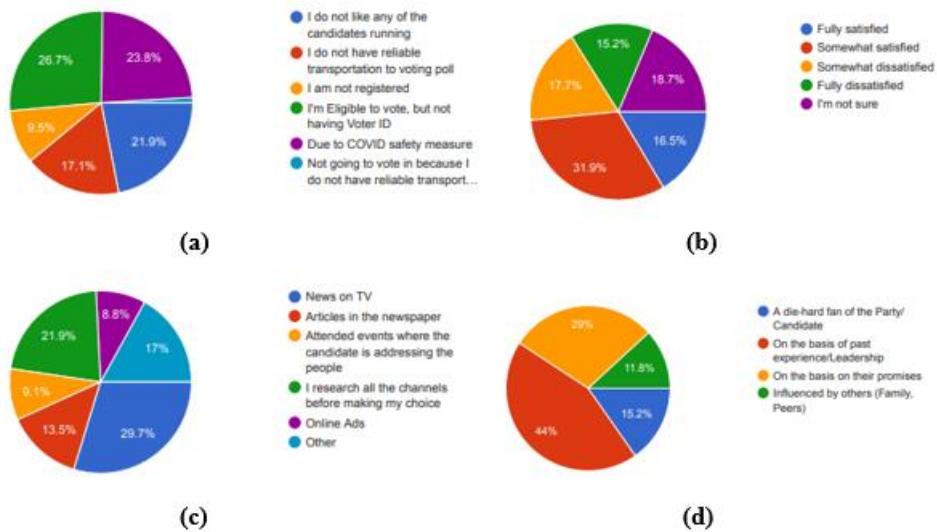 26.7%
23.8%
9.5%
21.9%
17.1%
I do not like any of the
candidates running
I do not have reliable
transportation to voting poll
I am not registered
I'm Eligible to vote, but not
having Voter ID
Due to COVID safety measure
Not going to vote in because I
do not have reliable transport...
(a)
15.2%
18.7%
17.7%
16.5%
31.9%
Fully satisfied
Somewhat satisfied
Somewhat dissatisfied
Fully dissatisfied
I'm not sure
(b)
8.8%
21.9%
17%
9.1%
13.5%
29.7%
News on TV
Articles in the newspaper
Attended events where the
candidate is addressing the
people
I research all the channels
before making my choice
Online Ads
Other
(c)
29%
11.8%
15.2%
44%
A die-hard fan of the Party/
Candidate
On the basis of past
experience/Leadership
On the basis on their promises
Influenced by others (Family,
Peers)
(d)